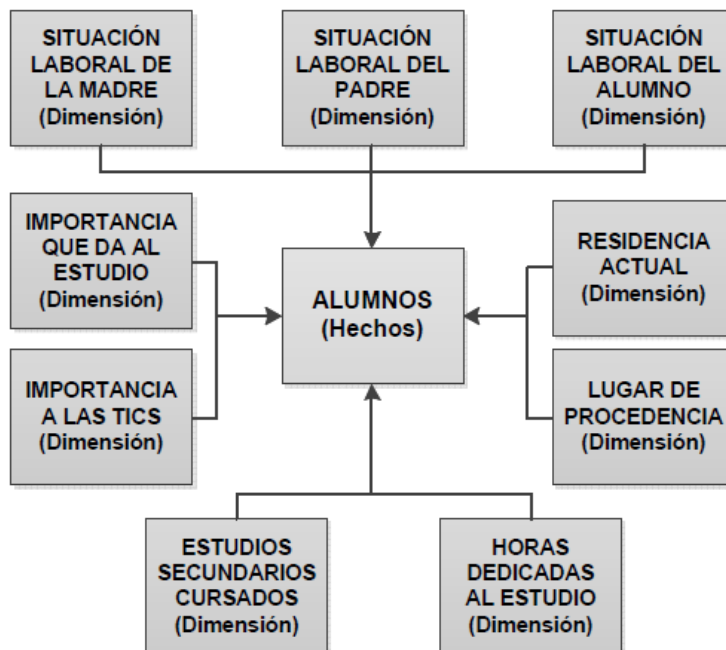 SITUACIÓN
LABORAL DE
LA MADRE
(Dimensión)
SITUACIÓN
LABORAL DEL
PADRE
(Dimensión)
SITUACIÓN
LABORAL DEL
ALUMNO
(Dimensión)
IMPORTANCIA
QUE DA AL
ESTUDIO
(Dimensión)
ALUMNOS
(Hechos)
RESIDENCIA
ACTUAL
(Dimensión)
IMPORTANCIA
A LAS TICS
(Dimensión)
LUGAR DE
PROCEDENCIA
(Dimensión)
ESTUDIOS
SECUNDARIOS
CURSADOS
(Dimensión)
HORAS
DEDICADAS
AL ESTUDIO
(Dimensión)